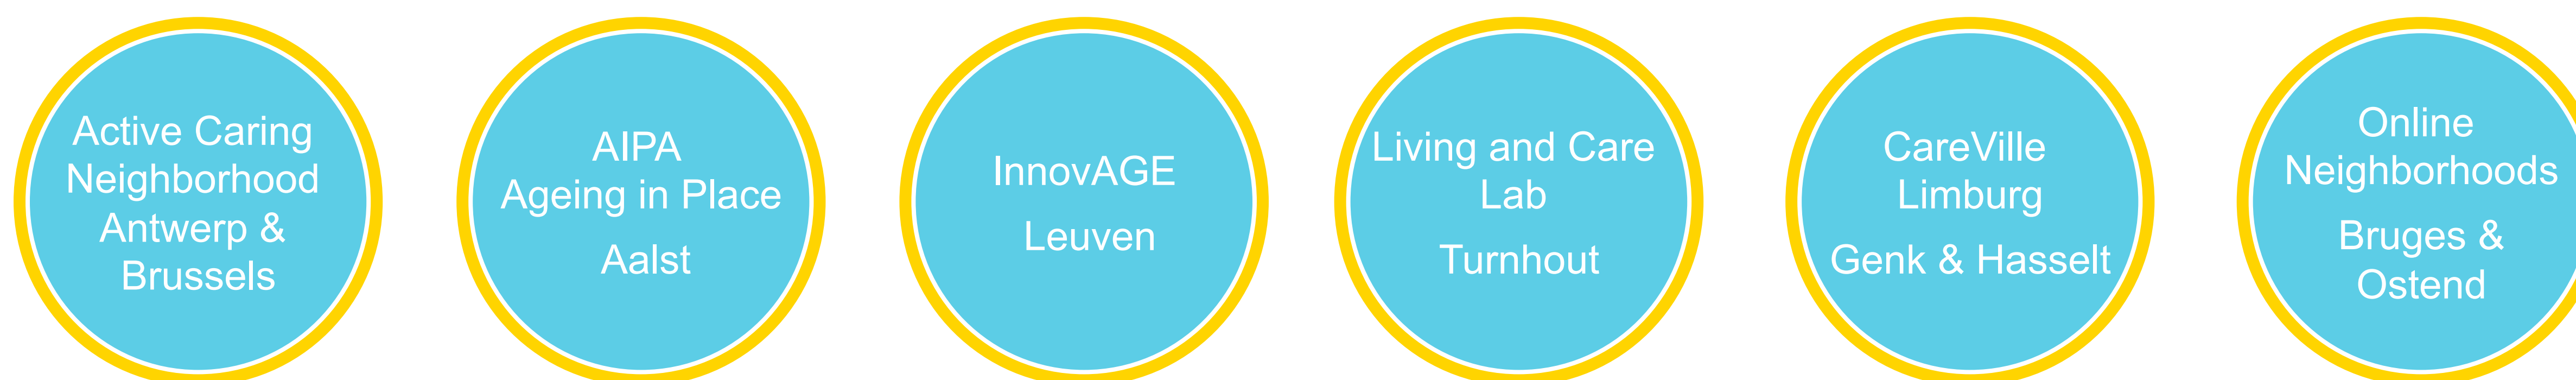 Active Caring
Neighborhood
Antwerp &
Brussels
AIPA
Ageing in Place
Aalst
InnovAGE
Leuven
Living and Care
Lab
Turnhout
CareVille
Limburg
Genk & Hasselt
Online
Neighborhoods
Bruges &
Ostend